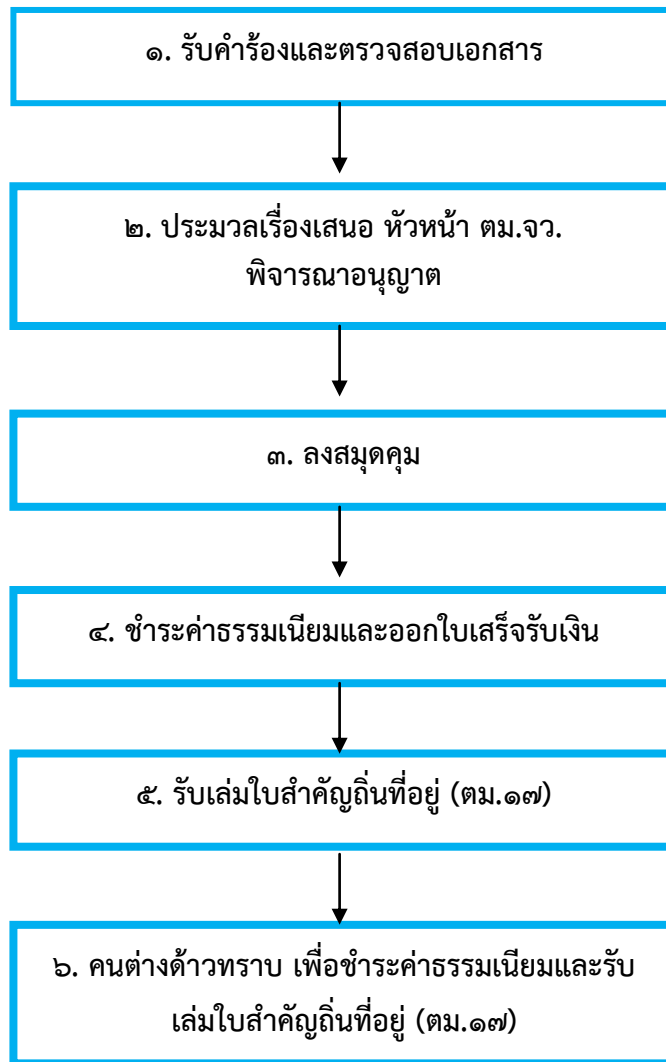 ๑. รับคำร้องและตรวจสอบเอกสาร
๒. ประมวลเรื่องเสนอ หัวหน้า ตม.จว.
พิจารณาอนุญาต
๓. ลงสมุดคุม
๔. ชำระค่าธรรมเนียมและออกใบเสร็จรับเงิน
๕. รับเล่มใบสำคัญถิ่นที่อยู่ (ตม.๑๗)
๖. คนต่างด้าวทราบ เพื่อชำระค่าธรรมเนียมและรับ
เล่มใบสำคัญถิ่นที่อยู่ (ตม.๑๗)